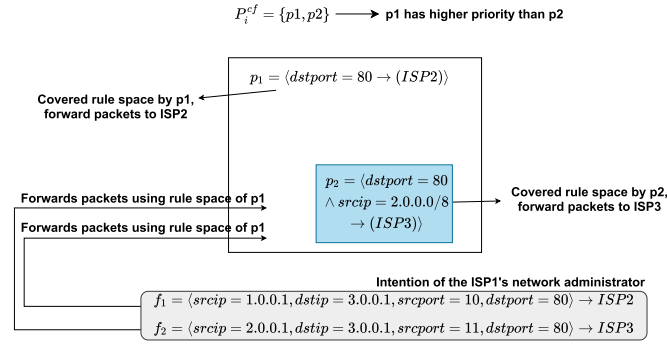 P_i^{cf} = {p1, p2} → p1 has higher priority than p2
p_1 = ⟨dstport = 80 → (ISP2)⟩
Covered rule space by p1,
forward packets to ISP2
p_2 = ⟨dstport = 80
∧ srcip = 2.0.0.0/8
→ (ISP3)⟩
Covered rule space by p2,
forward packets to ISP3
Forwards packets using rule space of p1
Forwards packets using rule space of p1
Intention of the ISP1's network administrator
f_1 = ⟨srcip = 1.0.0.1, dstip = 3.0.0.1, srcport = 10, dstport = 80⟩ → ISP2
f_2 = ⟨srcip = 2.0.0.1, dstip = 3.0.0.1, srcport = 11, dstport = 80⟩ → ISP3